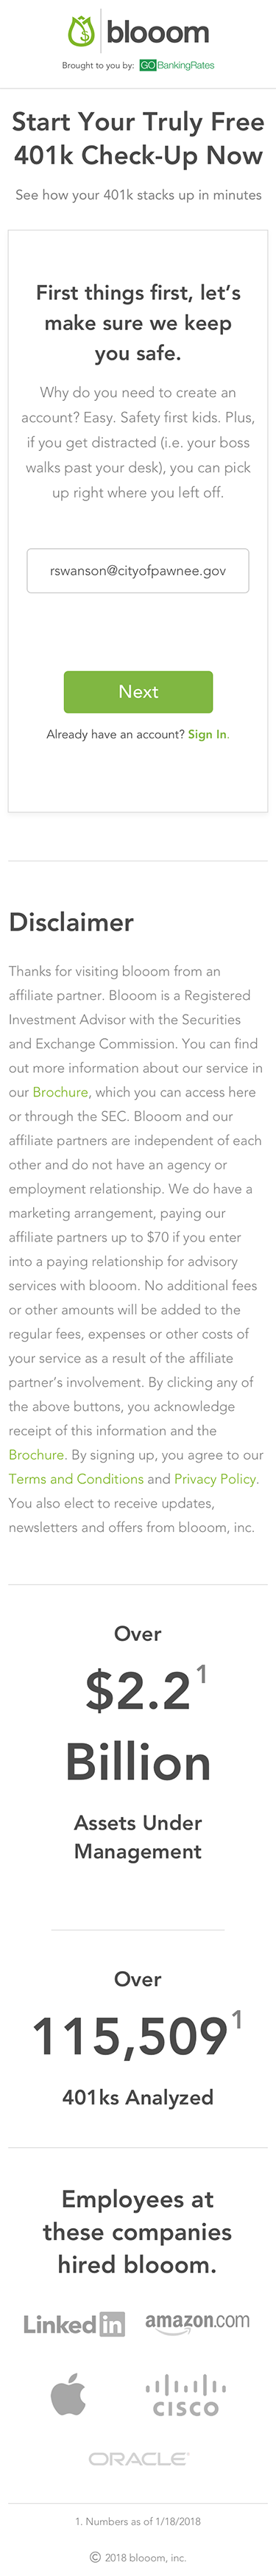 blooom
Brought to you by: GOBankingRates
Start Your Truly Free
401k Check-Up Now
See how your 401k stacks up in minutes
First things first, let's
make sure we keep
you safe.
Why do you need to create an
account? Easy. Safety first kids. Plus,
if you get distracted (i.e. your boss
walks past your desk), you can pick
up right where you left off.
rswanson@cityofpawnee.gov
Next
Already have an account? Sign In.
Disclaimer
Thanks for visiting blooom from an
affiliate partner. Blooom is a Registered
Investment Advisor with the Securities
and Exchange Commission. You can find
out more information about our service in
our Brochure, which you can access here
or through the SEC. Blooom and our
affiliate partners are independent of each
other and do not have an agency or
employment relationship. We do have a
marketing arrangement, paying our
affiliate partners up to $70 if you enter
into a paying relationship for advisory
services with blooom. No additional fees
or other amounts will be added to the
regular fees, expenses or other costs of
your service as a result of the affiliate
partner's involvement. By clicking any of
the above buttons, you acknowledge
receipt of this information and the
Brochure. By signing up, you agree to our
Terms and Conditions and Privacy Policy.
You also elect to receive updates,
newsletters and offers from blooom, inc.
Over
$2.2¹
Billion
Assets Under
Management
Over
115,509¹
401ks Analyzed
Employees at
these companies
hired blooom.
LinkedIn amazon.com
CISCO
ORACLE
1. Numbers as of 1/18/2018
© 2018 blooom, inc.